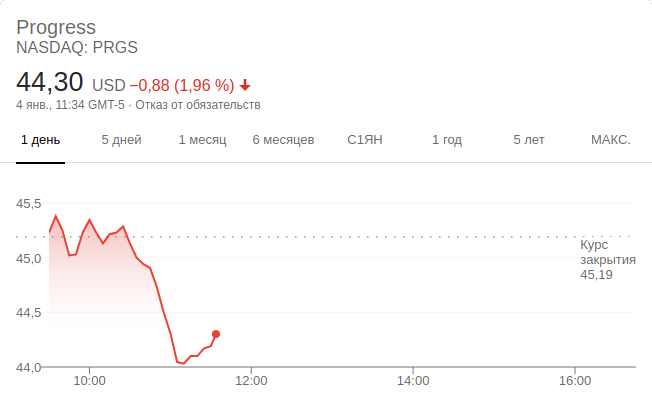 Progress
NASDAQ: PRGS
44,30 USD −0,88 (1,96 %)
4 янв., 11:34 GMT-5 · Отказ от обязательств
1 день 5 дней 1 месяц 6 месяцев С1ЯН 1 год 5 лет МАКС.
45,5
45,0
44,5
44,0
Курс
закрытия
45,19
10:00 12:00 14:00 16:00